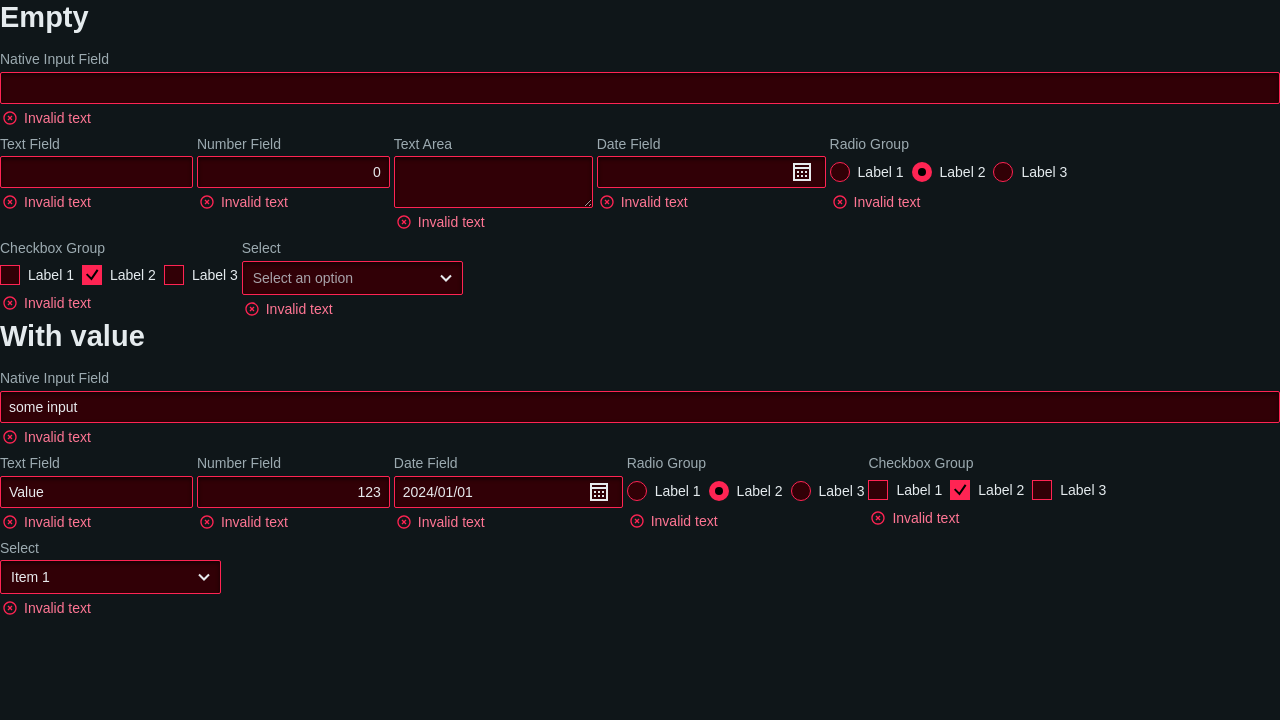 Empty
Native Input Field
Invalid text
Text Field Number Field Text Area Date Field Radio Group
0 Label 1 Label 2 Label 3
Invalid text Invalid text Invalid text Invalid text
Invalid text
Checkbox Group Select
Label 1 Label 2 Label 3 Select an option
Invalid text Invalid text
With value
Native Input Field
some input
Invalid text
Text Field Number Field Date Field Radio Group Checkbox Group
Value 123 2024/01/01 Label 1 Label 2 Label 3 Label 1 Label 2 Label 3
Invalid text Invalid text Invalid text Invalid text Invalid text
Select
Item 1
Invalid text